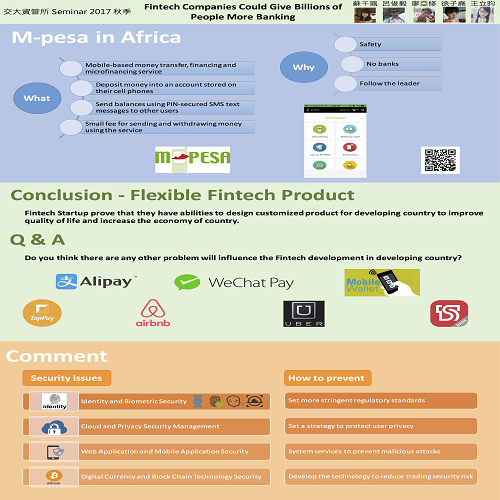 交大資管所 Seminar 2017 秋季
Fintech Companies Could Give Billions of
People More Banking
蘇千鳳 呂俊毅 廖亞修 徐子喬 王立昀
M-pesa in Africa
What
Mobile-based money transfer, financing and
microfinancing service
Deposit money into an account stored on
their cell phones
Send balances using PIN-secured SMS text
messages to other users
Small fee for sending and withdrawing money
using the service
Why
Safety
No banks
Follow the leader
M-PESA
Conclusion - Flexible Fintech Product
Fintech Startup prove that they have abilities to design customized product for developing country to improve
quality of life and increase the economy of country.
Q & A
Do you think there are any other problem will influence the Fintech development in developing country?
Alipay
WeChat Pay
Mobile
Wallet
TapPay
airbnb
UBER
Comment
Security Issues
How to prevent
Identity
Identity and Biometric Security
Set more stringent regulatory standards
Cloud and Privacy Security Management
Set a strategy to protect user privacy
Web Application and Mobile Application Security
System services to prevent malicious attacks
bitcoin
Digital Currency and Block Chain Technology Security
Develop the technology to reduce trading security risk